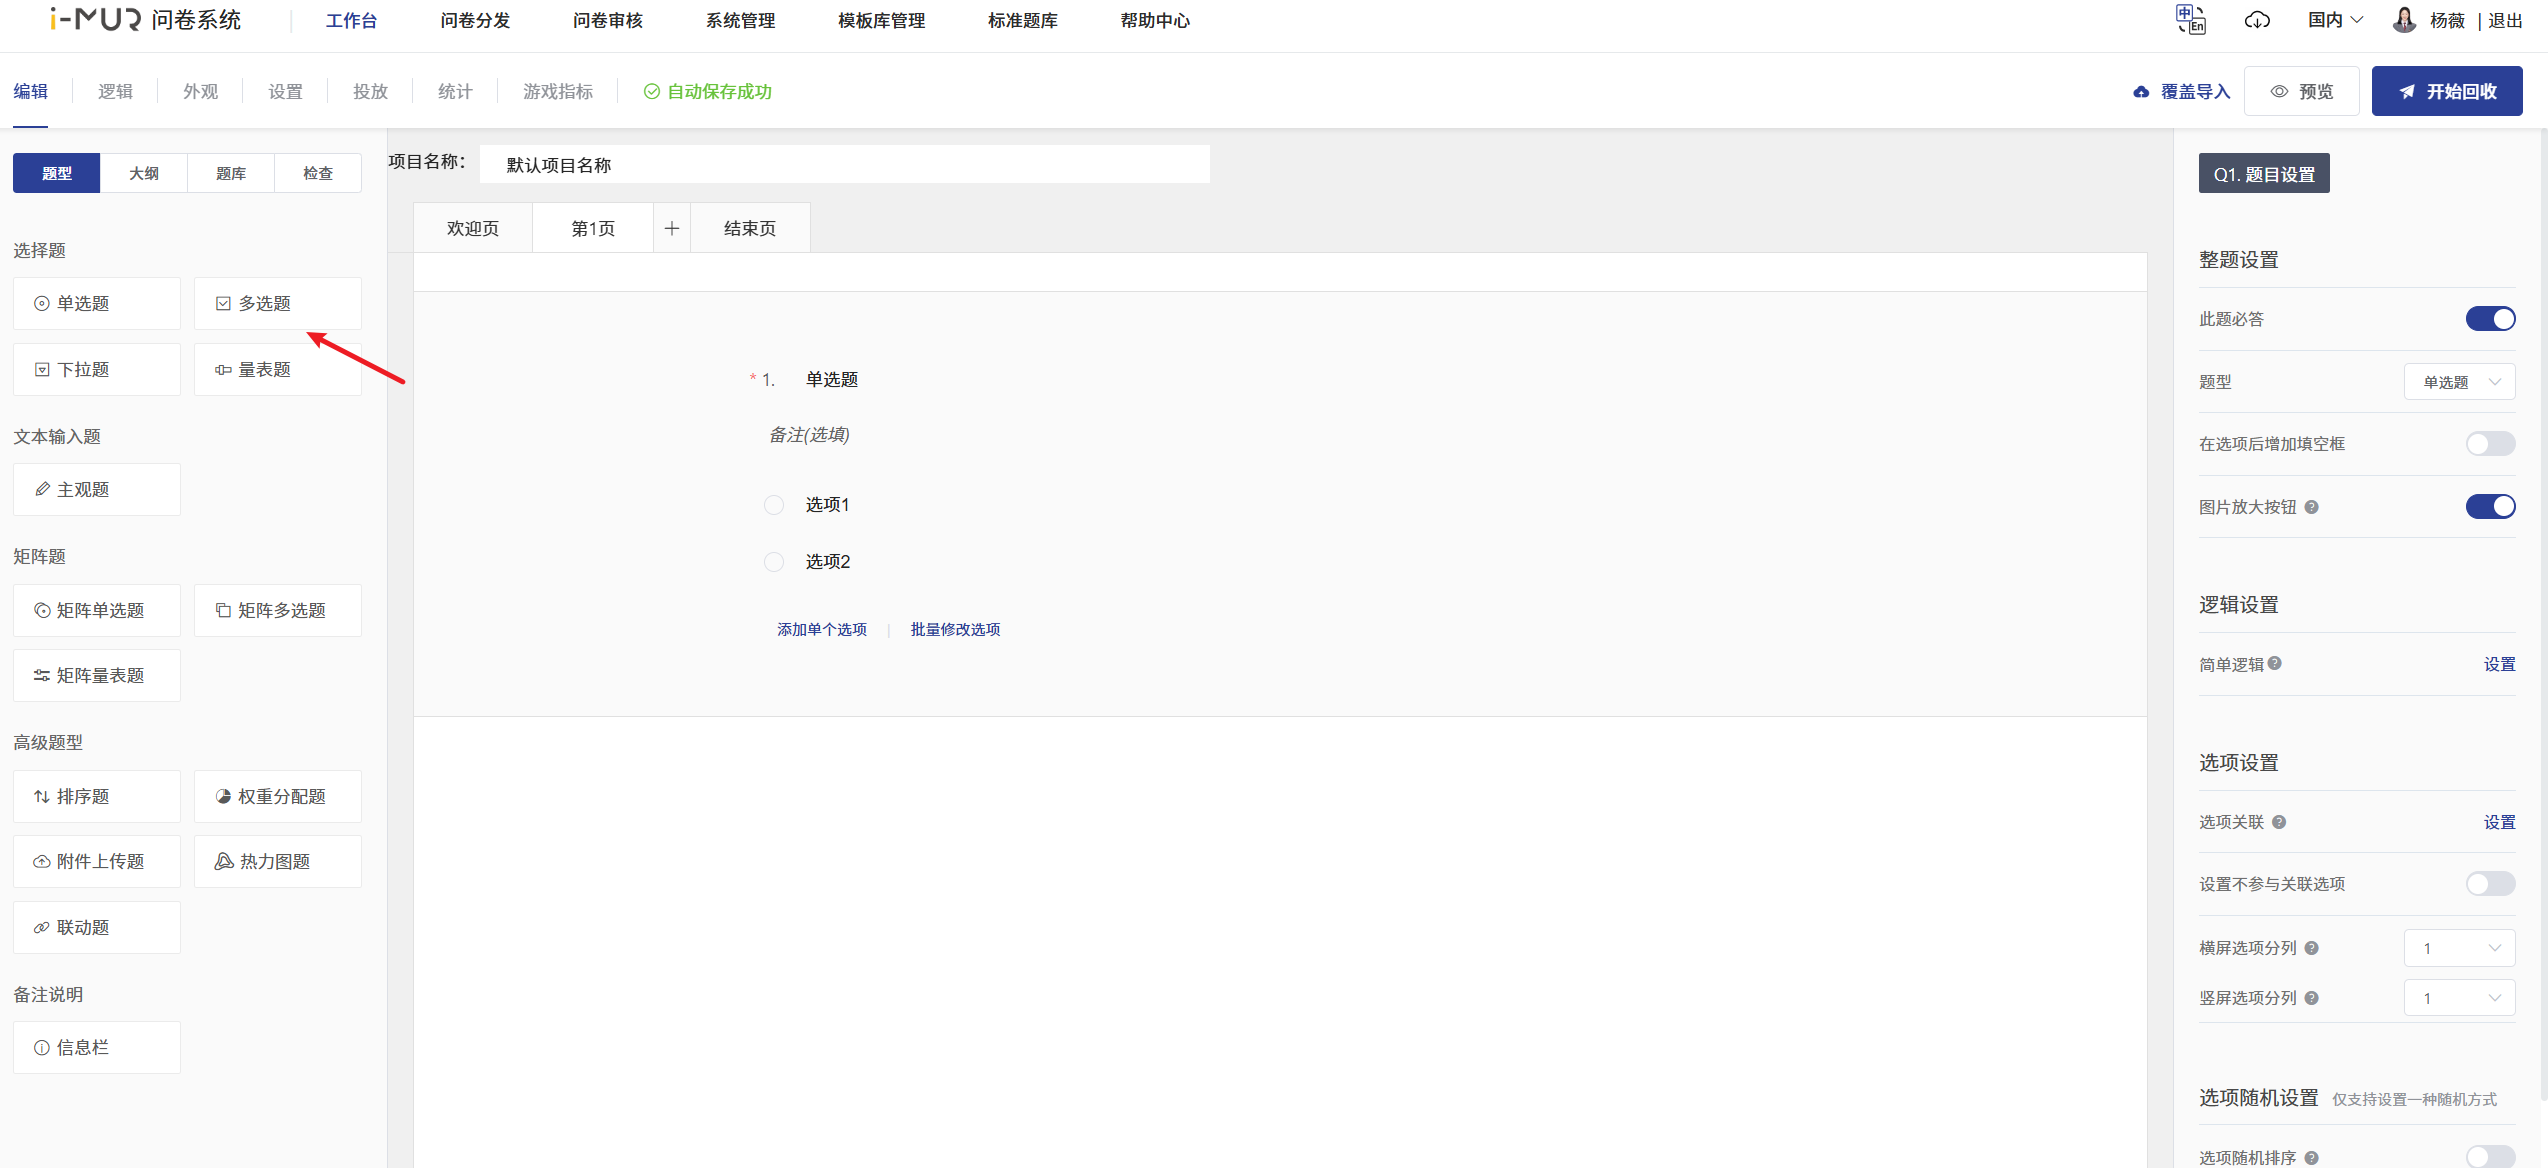 i-MUR 问卷系统 工作台 问卷分发 问卷审核 系统管理 模板库管理 标准题库 帮助中心 中 En 国内 杨薇 | 退出
编辑 逻辑 外观 设置 投放 统计 游戏指标 自动保存成功 覆盖导入 预览 开始回收
题型 大纲 题库 检查
选择题
单选题 多选题
下拉题 量表题
文本输入题
主观题
矩阵题
矩阵单选题 矩阵多选题
矩阵量表题
高级题型
排序题 权重分配题
附件上传题 热力图题
联动题
备注说明
信息栏
项目名称: 默认项目名称
欢迎页 第1页 + 结束页
* 1. 单选题
备注(选填)
选项1
选项2
添加单个选项 | 批量修改选项
Q1. 题目设置
整题设置
此题必答
题型 单选题
在选项后增加填空框
图片放大按钮 ?
逻辑设置
简单逻辑 ? 设置
选项设置
选项关联 ? 设置
设置不参与关联选项
横屏选项分列 ? 1
竖屏选项分列 ? 1
选项随机设置 仅支持设置一种随机方式
选项随机排序 ?